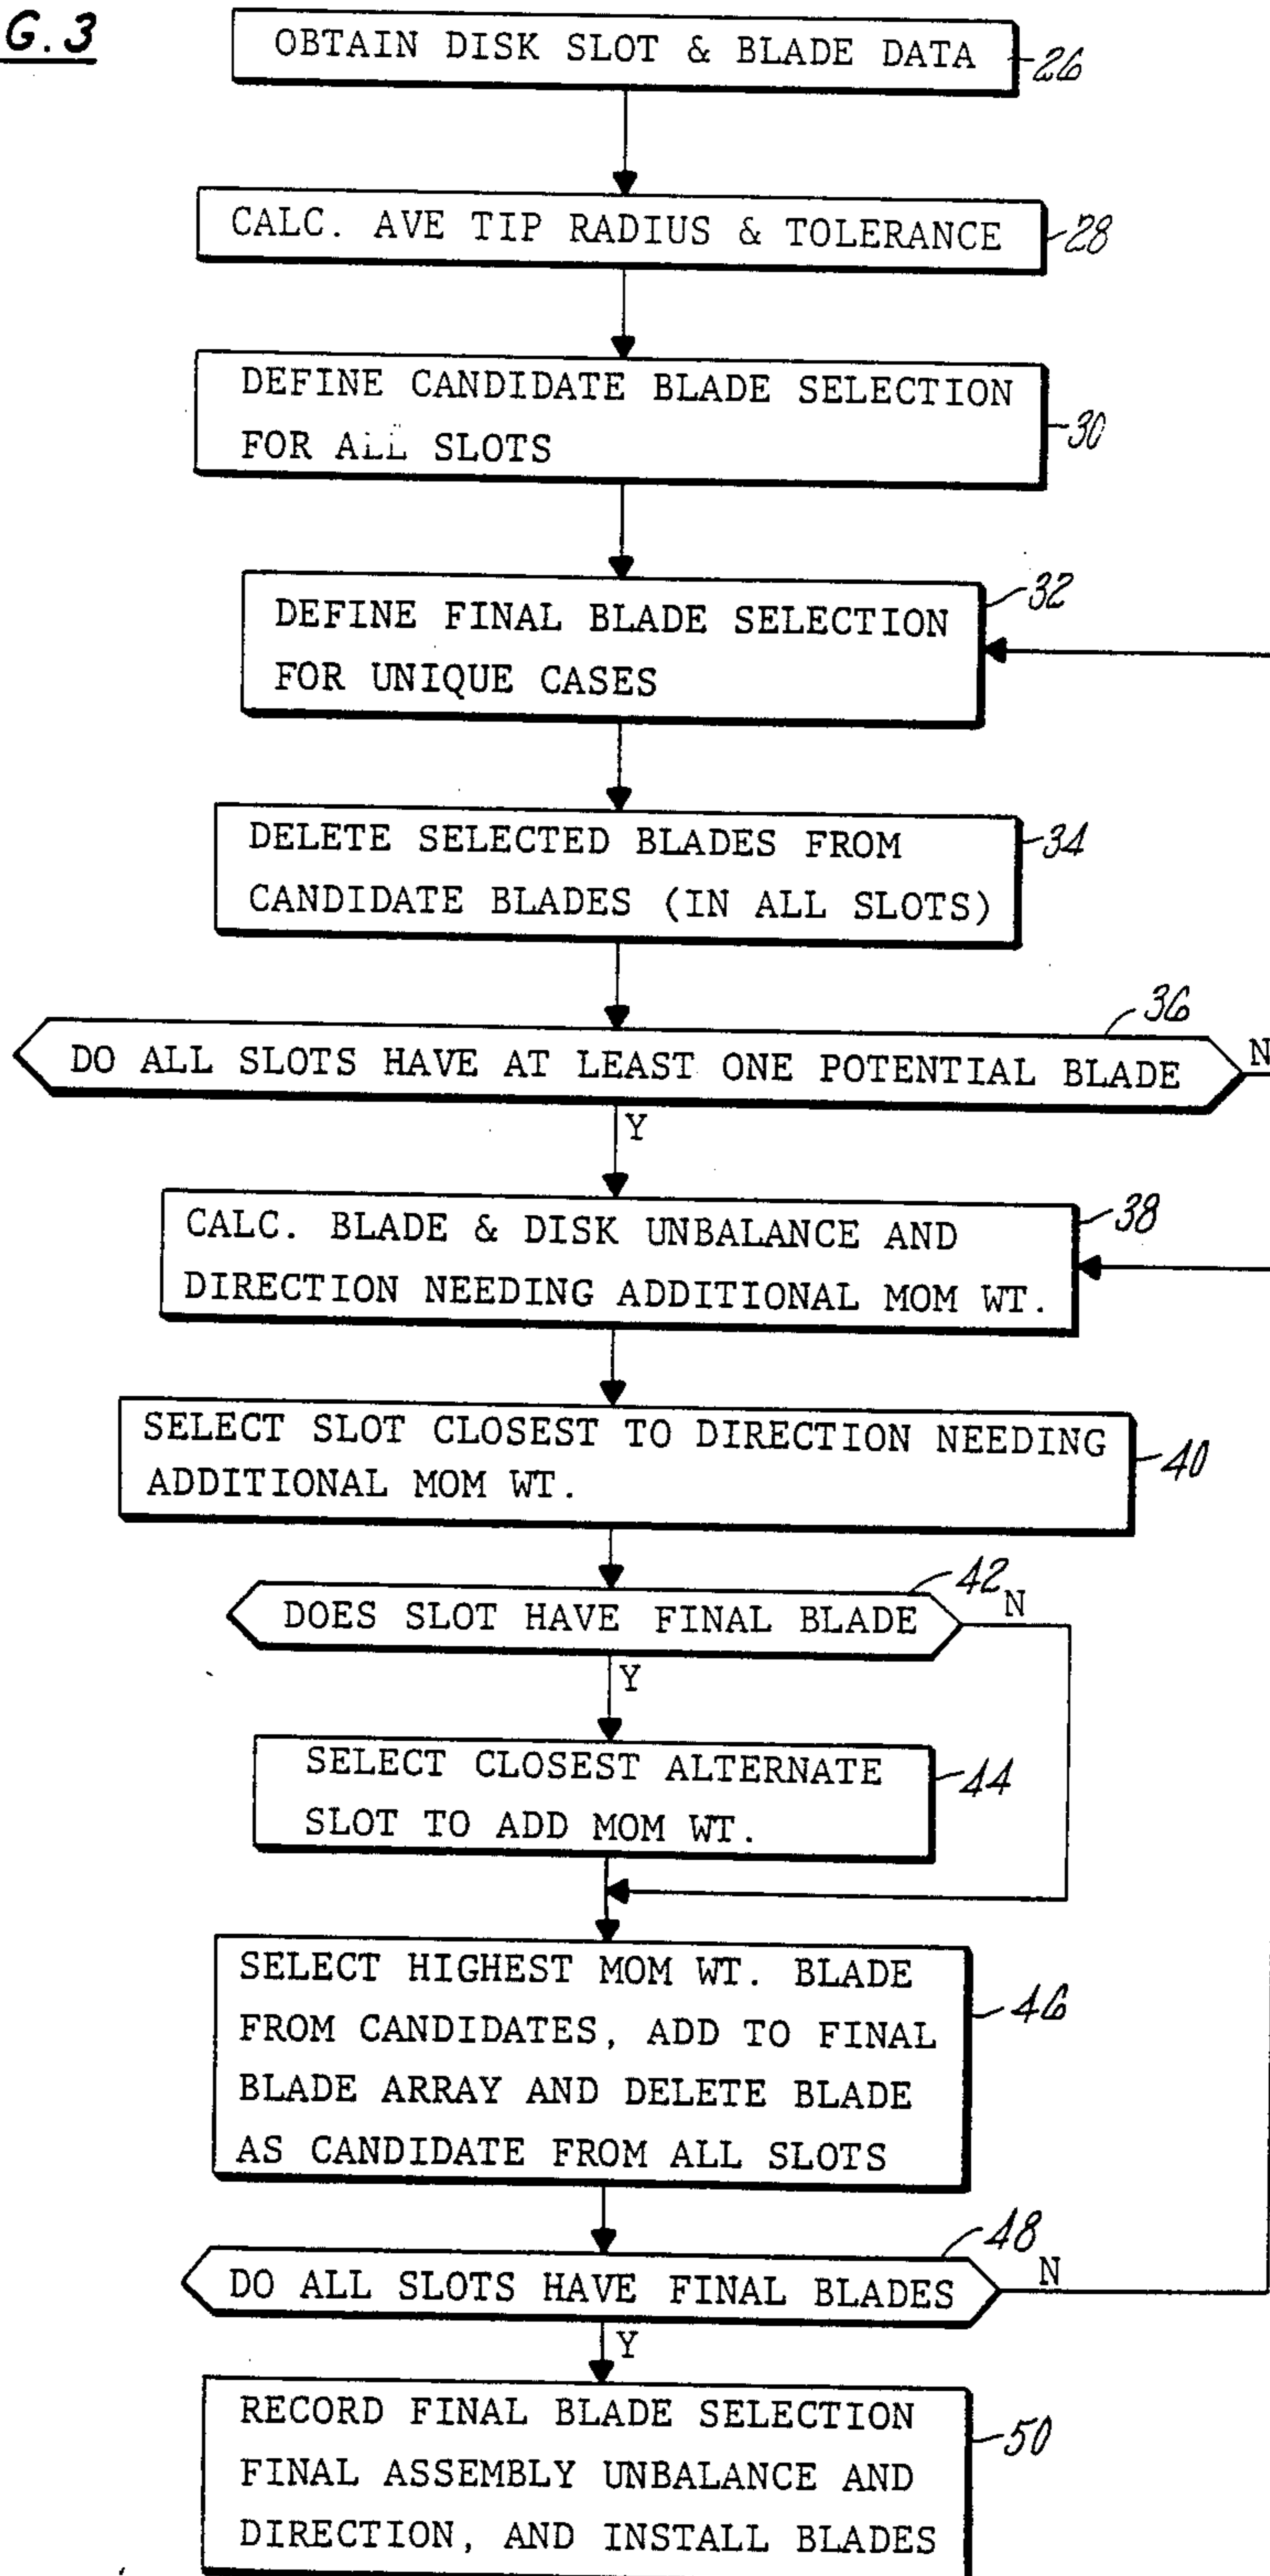 G.3
OBTAIN DISK SLOT & BLADE DATA
26
CALC. AVE TIP RADIUS & TOLERANCE
28
DEFINE CANDIDATE BLADE SELECTION
FOR ALL SLOTS
30
DEFINE FINAL BLADE SELECTION
FOR UNIQUE CASES
32
DELETE SELECTED BLADES FROM
CANDIDATE BLADES (IN ALL SLOTS)
34
36
DO ALL SLOTS HAVE AT LEAST ONE POTENTIAL BLADE
N
Y
CALC. BLADE & DISK UNBALANCE AND
DIRECTION NEEDING ADDITIONAL MOM WT.
38
SELECT SLOT CLOSEST TO DIRECTION NEEDING
ADDITIONAL MOM WT.
40
42
DOES SLOT HAVE FINAL BLADE
N
Y
SELECT CLOSEST ALTERNATE
SLOT TO ADD MOM WT.
44
SELECT HIGHEST MOM WT. BLADE
FROM CANDIDATES, ADD TO FINAL
BLADE ARRAY AND DELETE BLADE
AS CANDIDATE FROM ALL SLOTS
46
48
DO ALL SLOTS HAVE FINAL BLADES
N
Y
RECORD FINAL BLADE SELECTION
FINAL ASSEMBLY UNBALANCE AND
DIRECTION, AND INSTALL BLADES
50